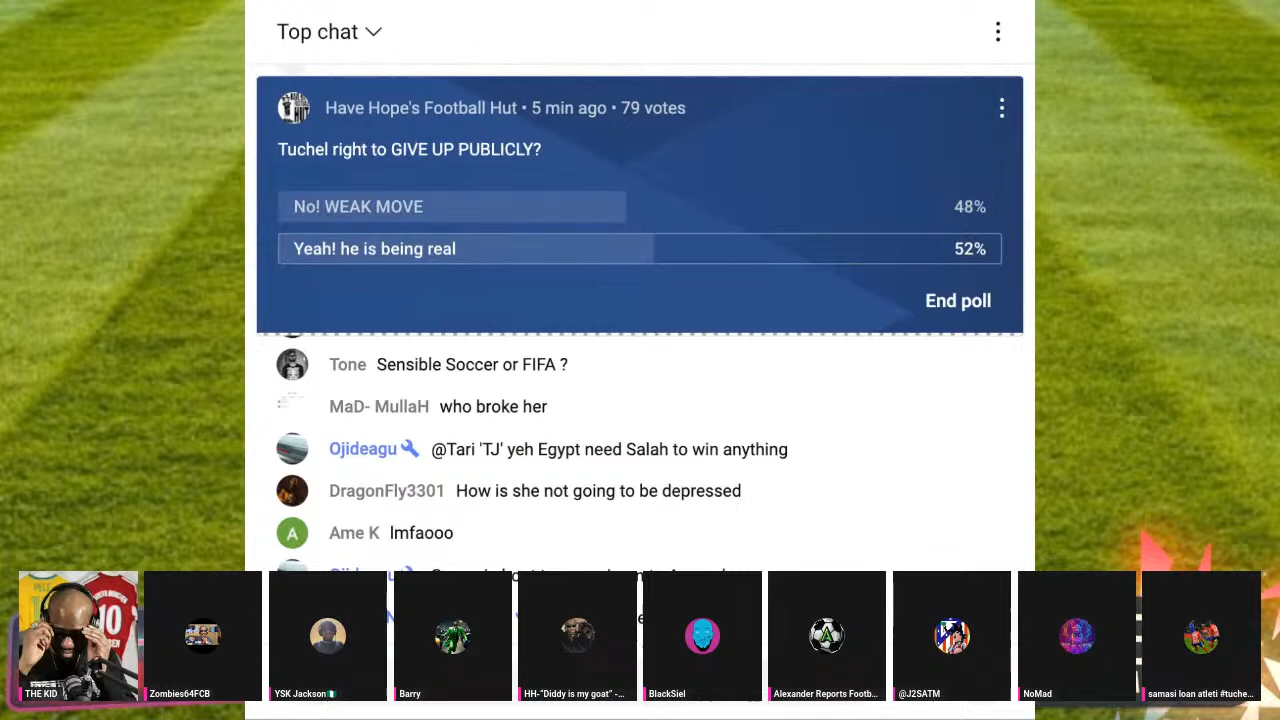 Top chat
Have Hope's Football Hut • 5 min ago • 79 votes
Tuchel right to GIVE UP PUBLICLY?
No! WEAK MOVE 48%
Yeah! he is being real 52%
End poll
Tone Sensible Soccer or FIFA ?
MaD- MullaH who broke her
Ojideagu @Tari 'TJ' yeh Egypt need Salah to win anything
DragonFly3301 How is she not going to be depressed
A Ame K lmfaooo
10
THE KID
Zombies64FCB
YSK Jackson🇳🇬
Barry
HH-"Diddy is my goat" -...
BlackSiel
Alexander Reports Footb...
@J2SATM
NoMad
samasi loan atleti #tuche...